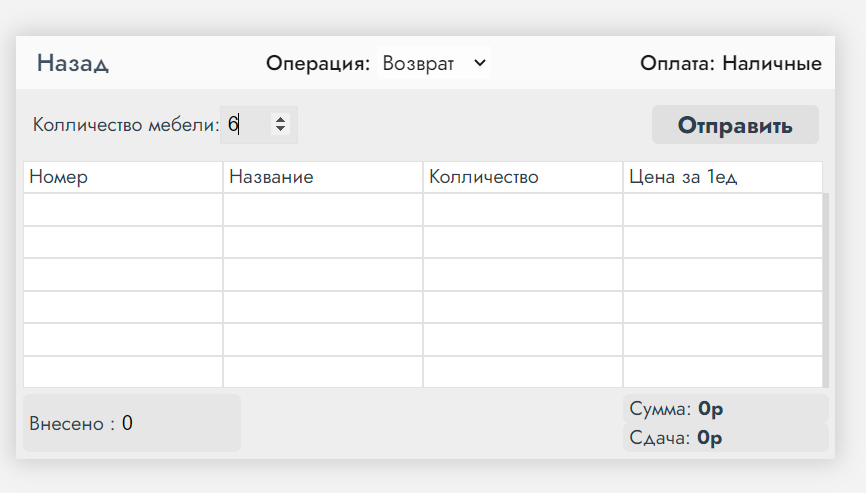 Назад Операция: Возврат Оплата: Наличные
Колличество мебели: 6 Отправить
Номер Название Колличество Цена за 1ед
Внесено : 0 Сумма: 0р
Сдача: 0р